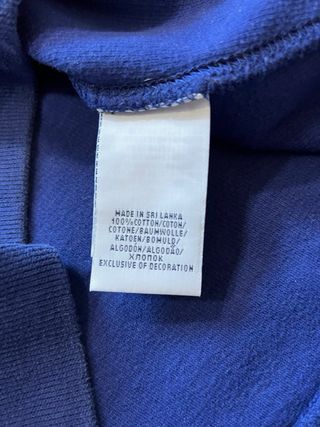 MADE IN SRI LANKA
100% COTTON/COTON/
COTONE/BAUMWOLLE/
KATOEN/BOMULD/
ALGODÓN/ALGODÃO/
ХЛОПОК
EXCLUSIVE OF DECORATION